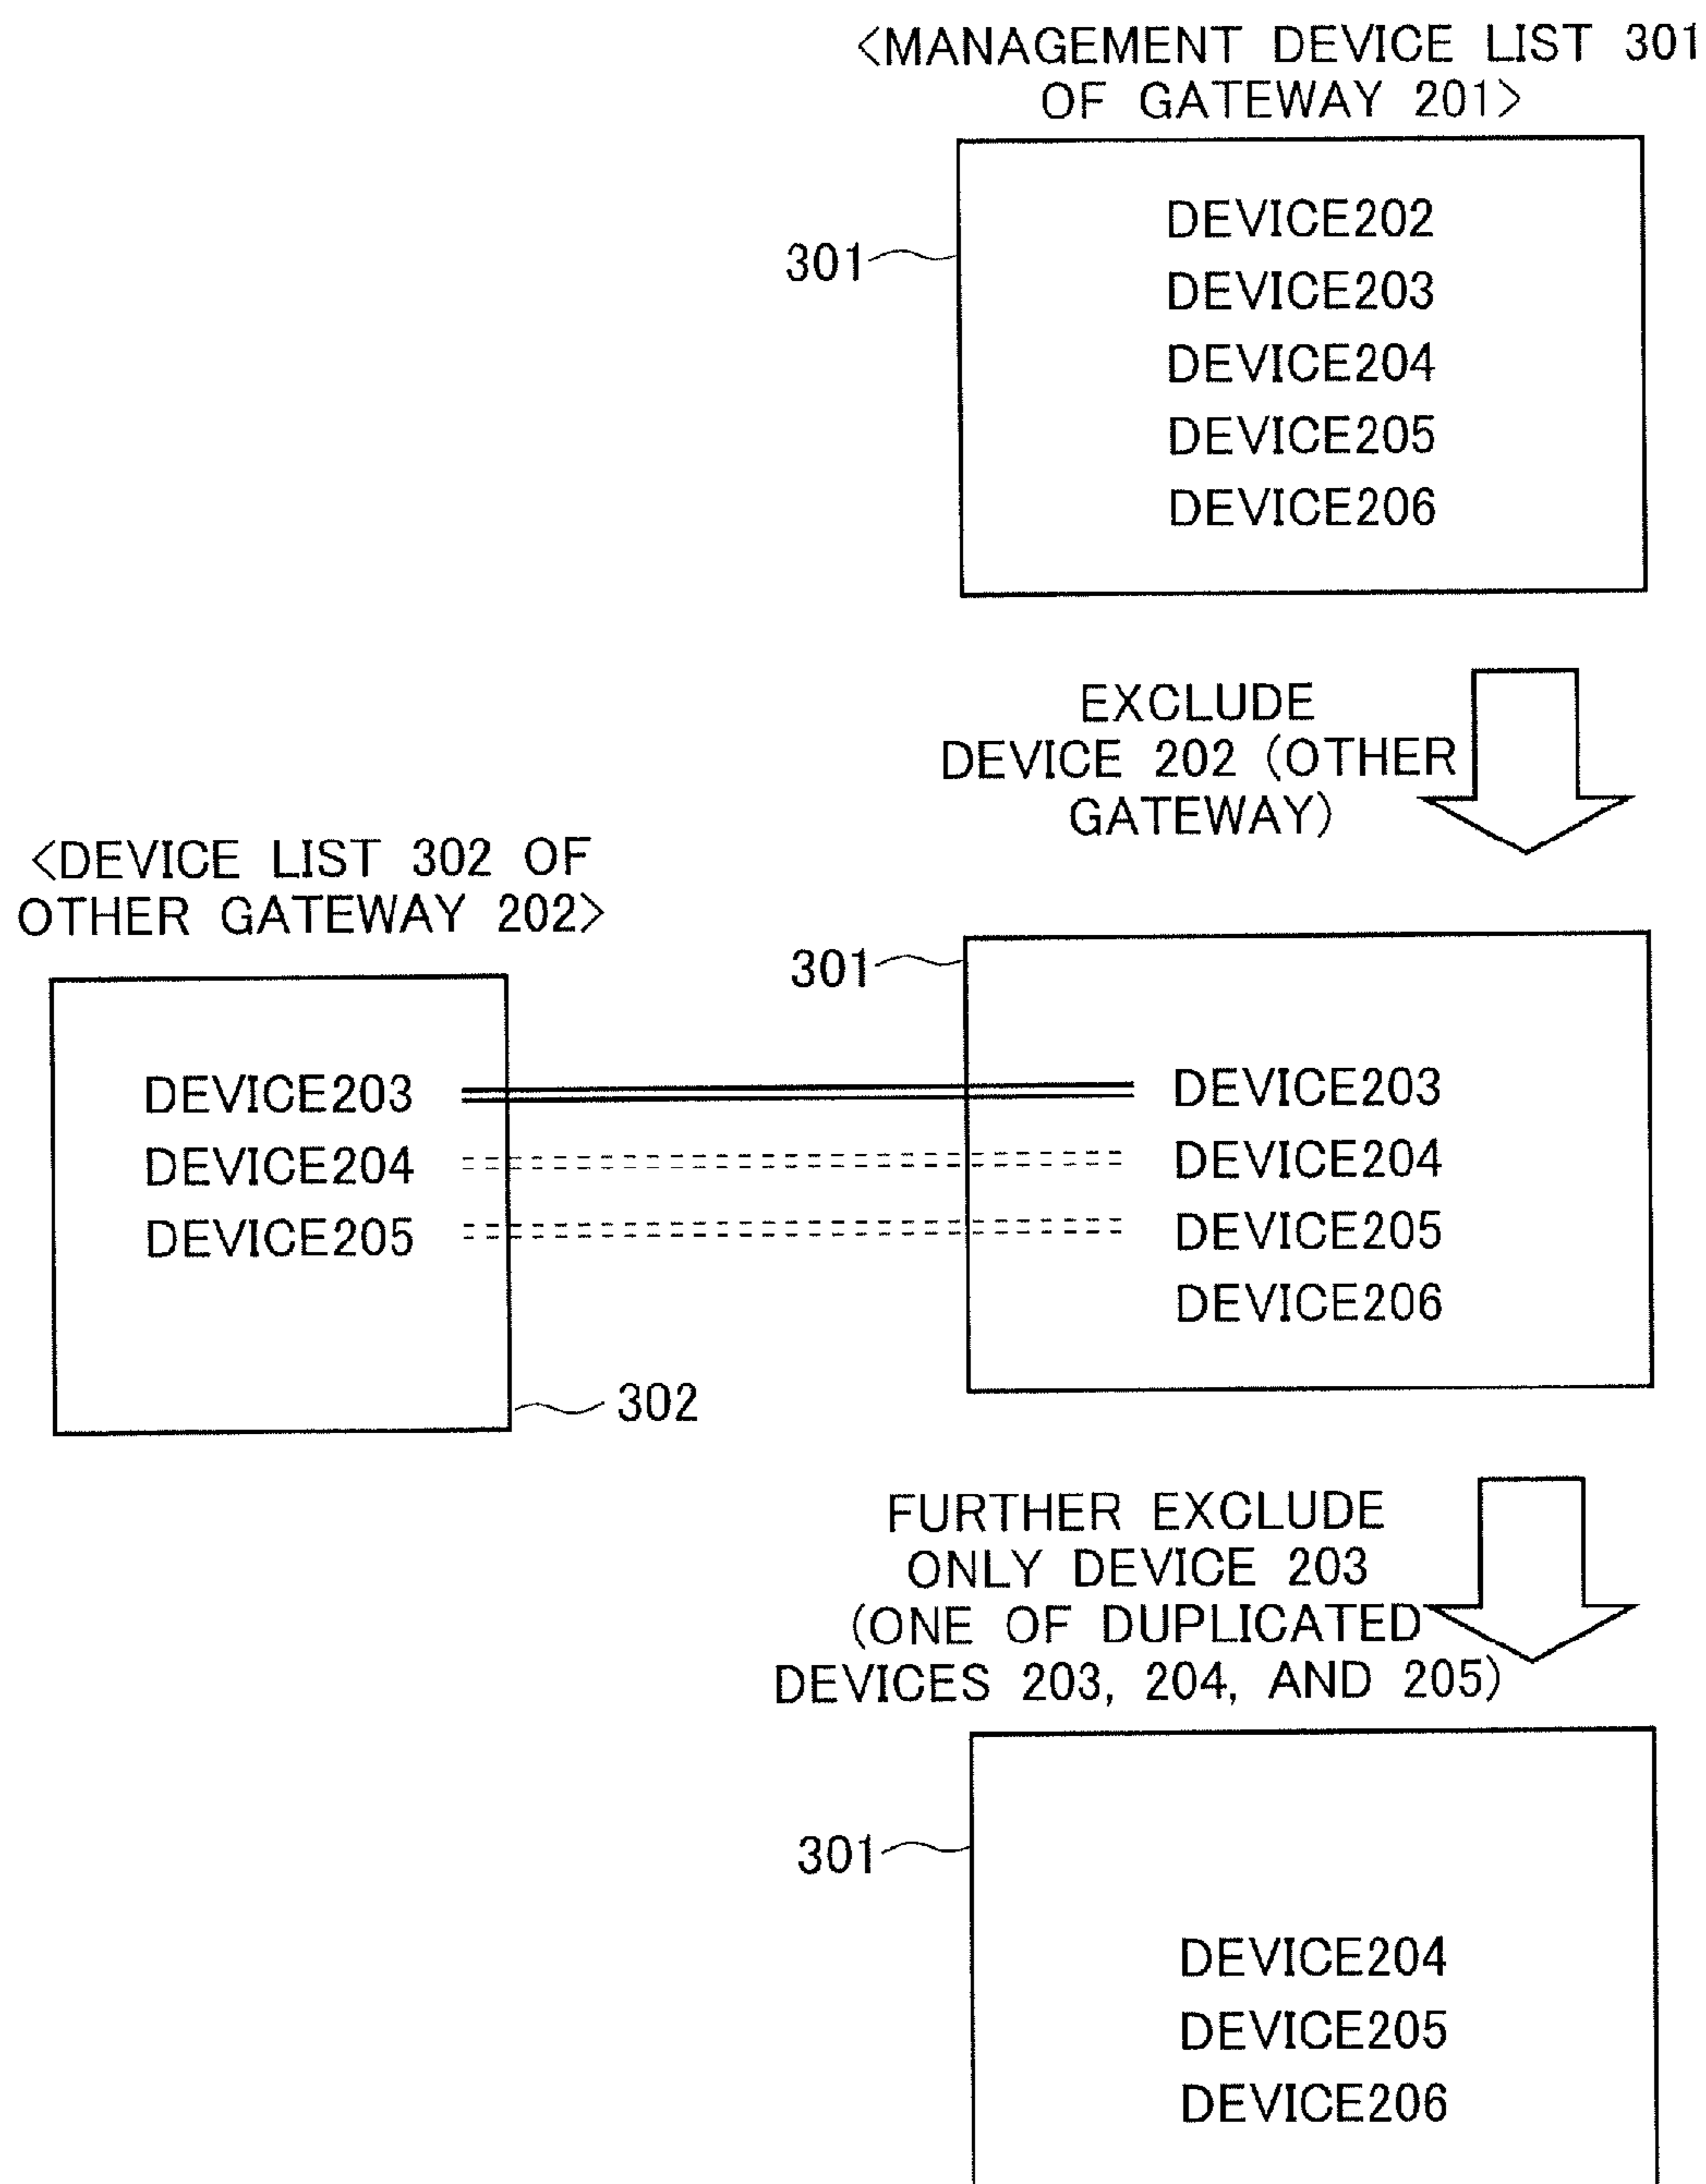 <MANAGEMENT DEVICE LIST 301
OF GATEWAY 201>
301
DEVICE202
DEVICE203
DEVICE204
DEVICE205
DEVICE206
EXCLUDE
DEVICE 202 (OTHER
GATEWAY)
<DEVICE LIST 302 OF
OTHER GATEWAY 202>
DEVICE203
DEVICE204
DEVICE205
302
301
DEVICE203
DEVICE204
DEVICE205
DEVICE206
FURTHER EXCLUDE
ONLY DEVICE 203
(ONE OF DUPLICATED
DEVICES 203, 204, AND 205)
301
DEVICE204
DEVICE205
DEVICE206